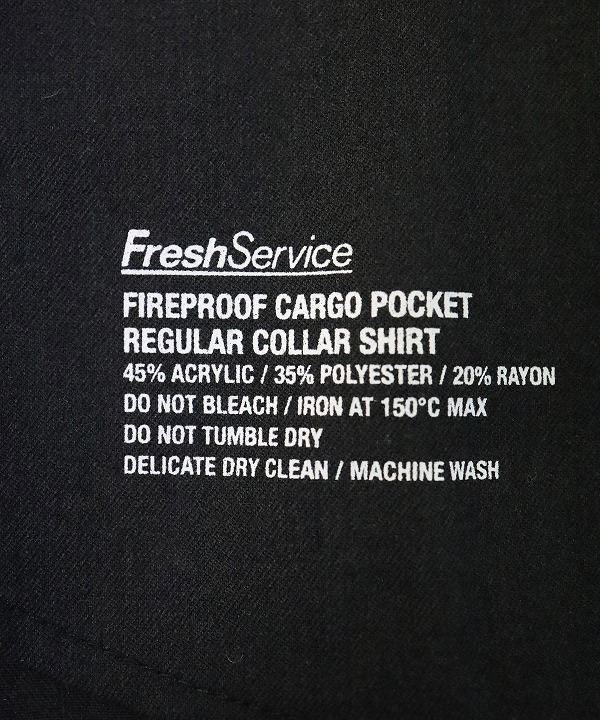 FreshService
FIREPROOF CARGO POCKET
REGULAR COLLAR SHIRT
45% ACRYLIC / 35% POLYESTER / 20% RAYON
DO NOT BLEACH / IRON AT 150°C MAX
DO NOT TUMBLE DRY
DELICATE DRY CLEAN / MACHINE WASH